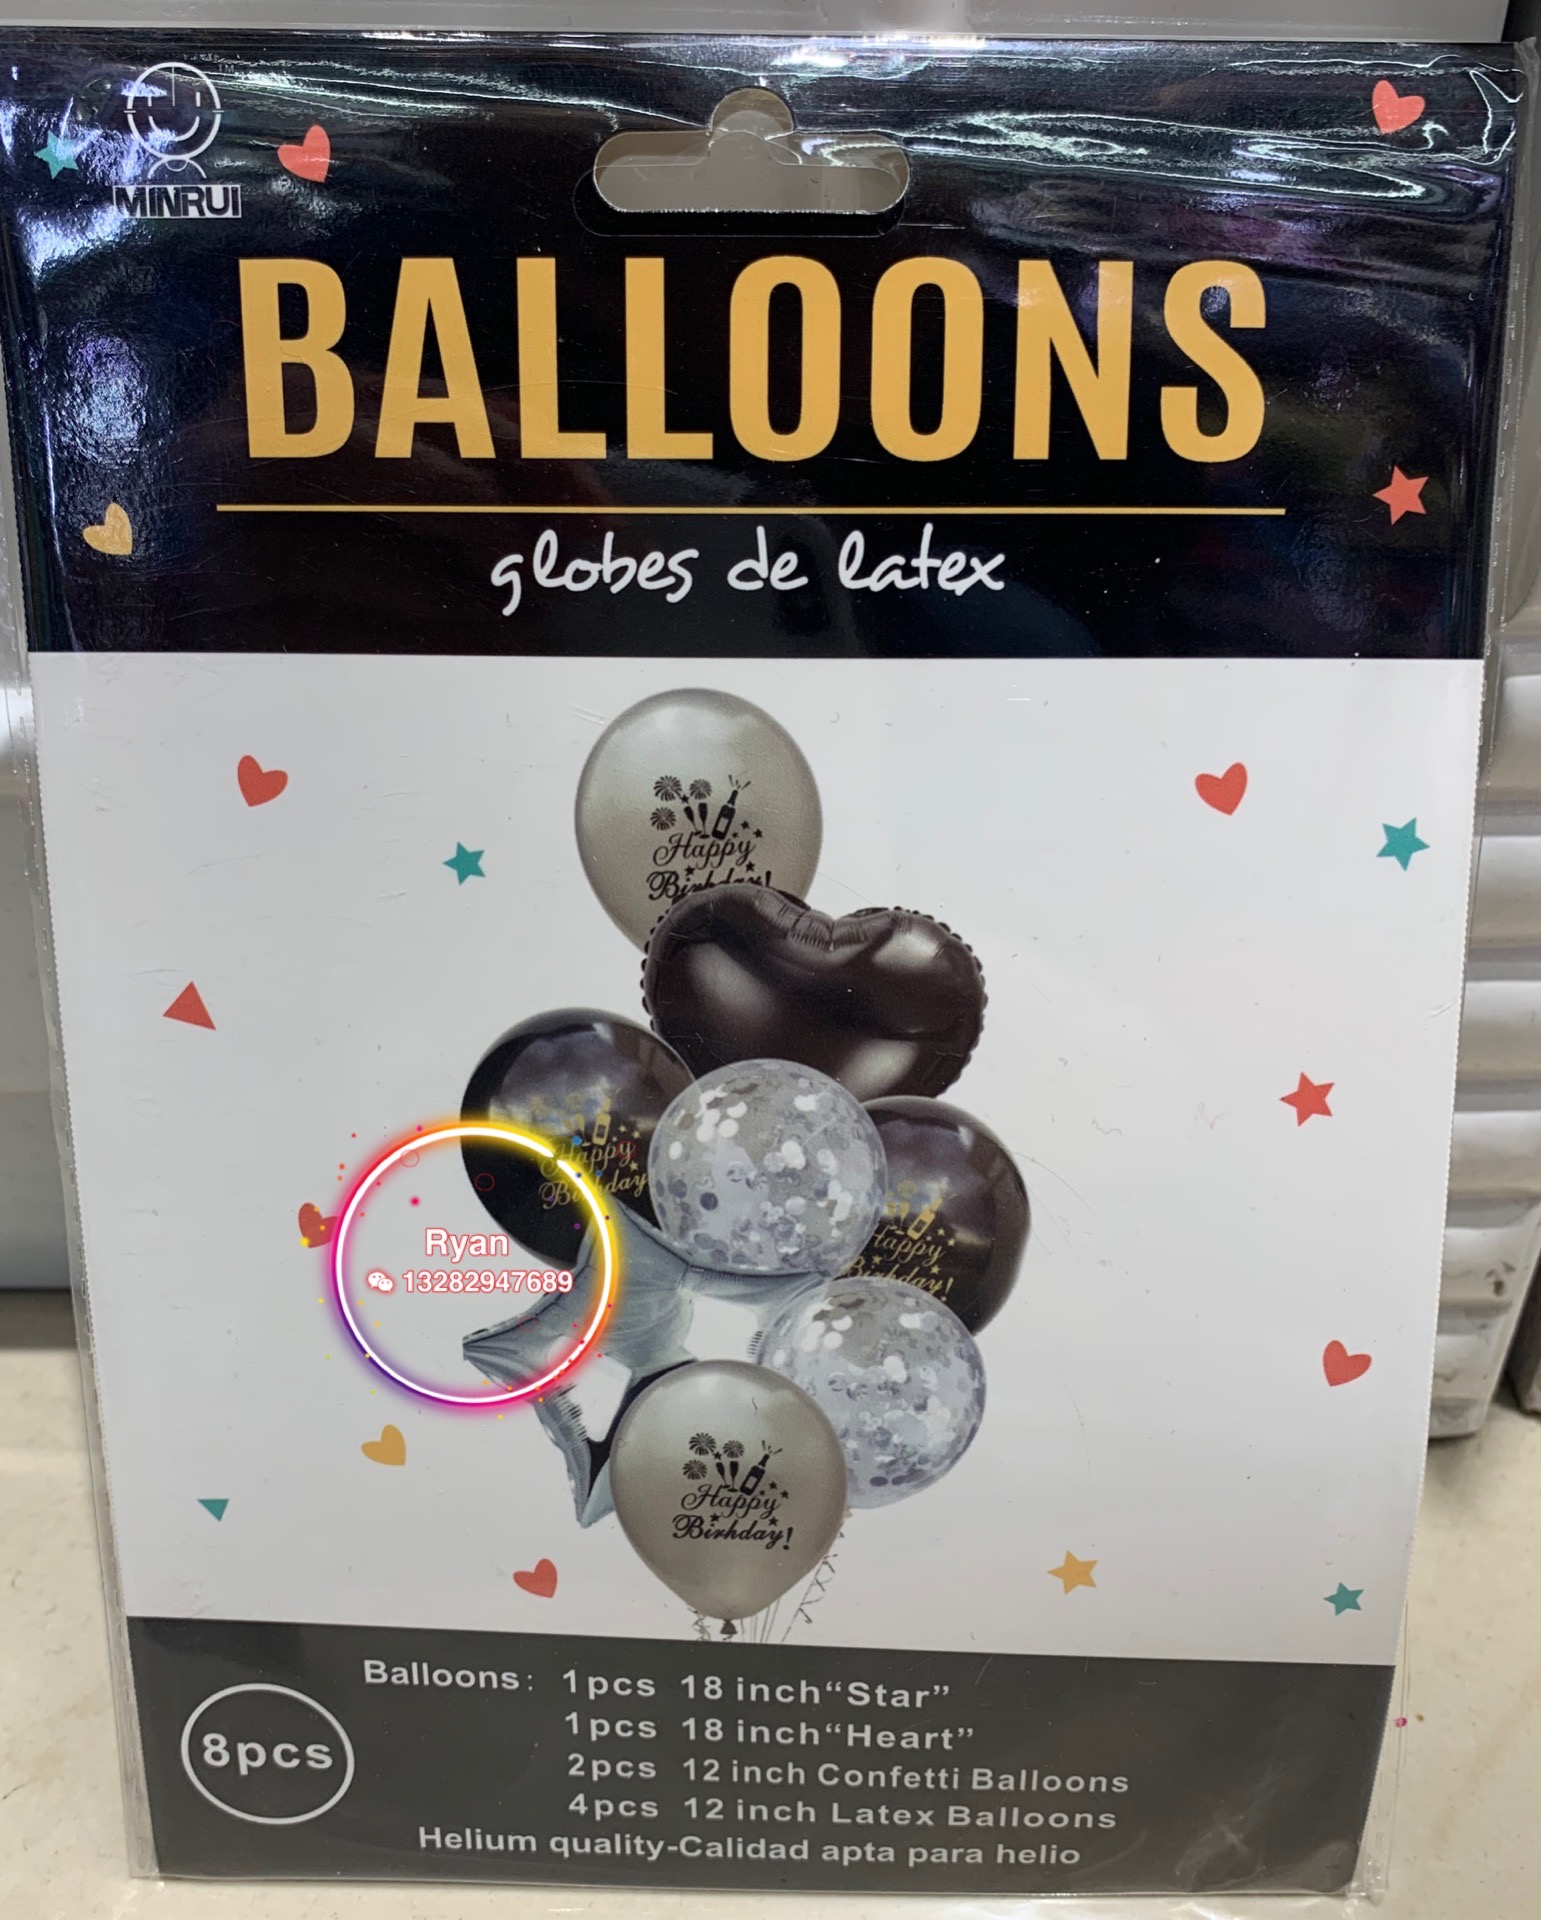 TM
MINRUI
BALLOONS
globes de latex
Happy
Birhday!
Happy
Birhday
Happy
Birhday!
Ryan
13282947689
Happy
Birhday!
8pcs
Balloons: 1pcs 18 inch“Star”
1pcs 18 inch“Heart”
2pcs 12 inch Confetti Balloons
4pcs 12 inch Latex Balloons
Helium quality-Calidad apta para helio